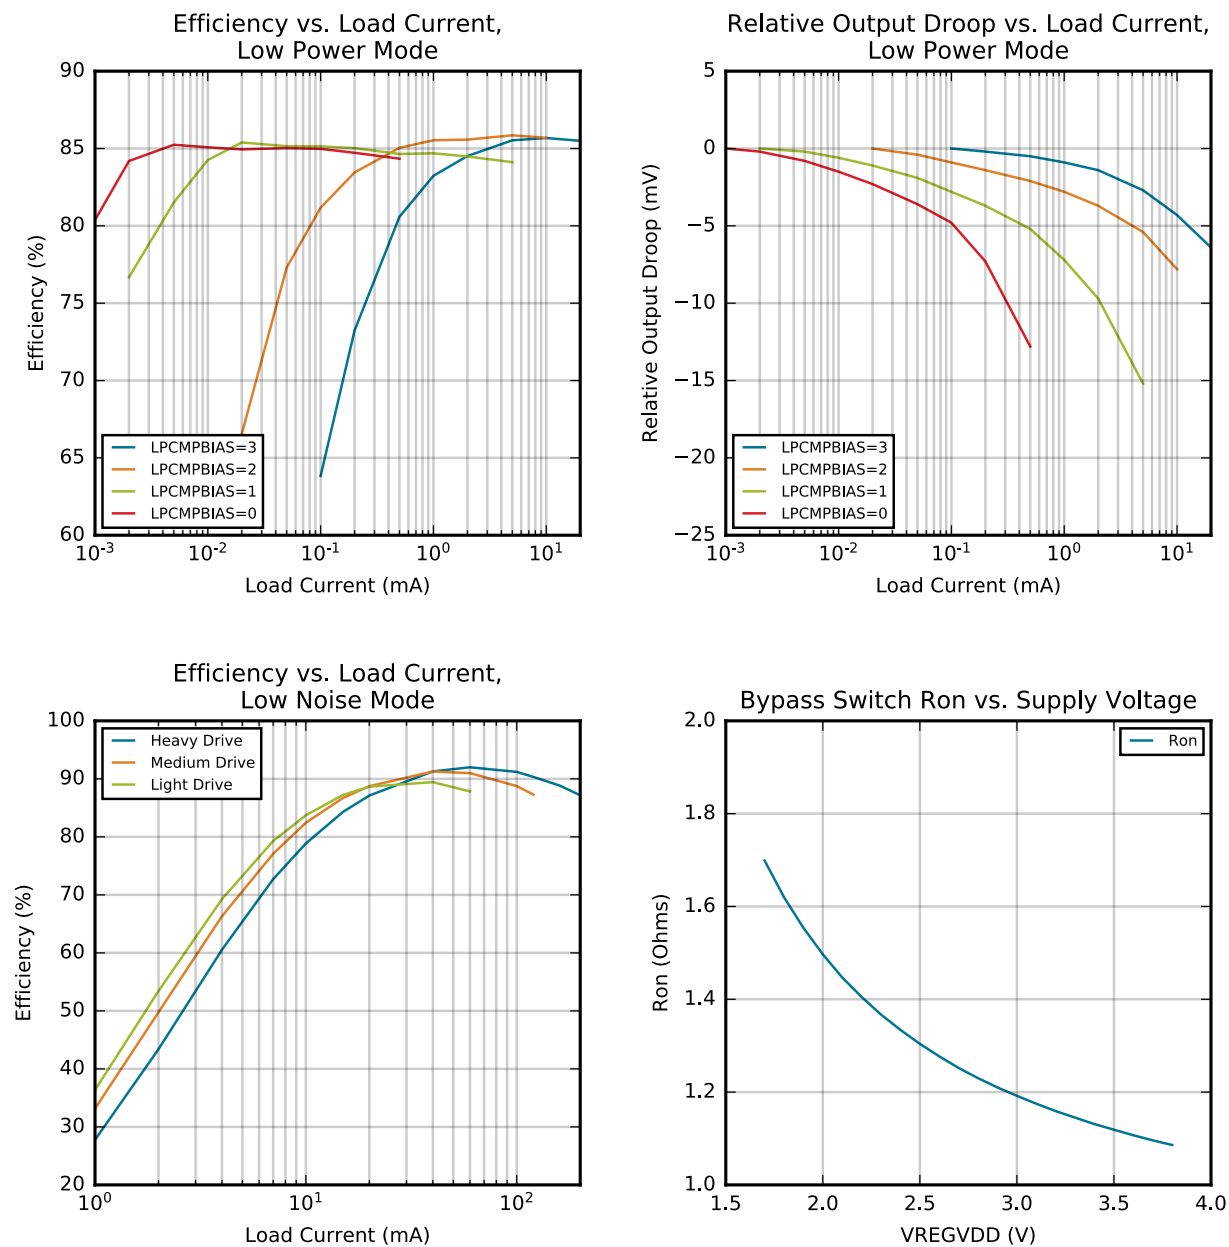 Efficiency vs. Load Current,
Low Power Mode
90
85
80
75
70
65
60
Efficiency (%)
LPCMPBIAS=3
LPCMPBIAS=2
LPCMPBIAS=1
LPCMPBIAS=0
10⁻³ 10⁻² 10⁻¹ 10⁰ 10¹
Load Current (mA)
Relative Output Droop vs. Load Current,
Low Power Mode
5
0
−5
−10
−15
−20
−25
Relative Output Droop (mV)
LPCMPBIAS=3
LPCMPBIAS=2
LPCMPBIAS=1
LPCMPBIAS=0
10⁻³ 10⁻² 10⁻¹ 10⁰ 10¹
Load Current (mA)
Efficiency vs. Load Current,
Low Noise Mode
100
90
80
70
60
50
40
30
20
Efficiency (%)
Heavy Drive
Medium Drive
Light Drive
10⁰ 10¹ 10²
Load Current (mA)
Bypass Switch Ron vs. Supply Voltage
2.0
1.8
1.6
1.4
1.2
1.0
Ron (Ohms)
Ron
1.5 2.0 2.5 3.0 3.5 4.0
VREGVDD (V)